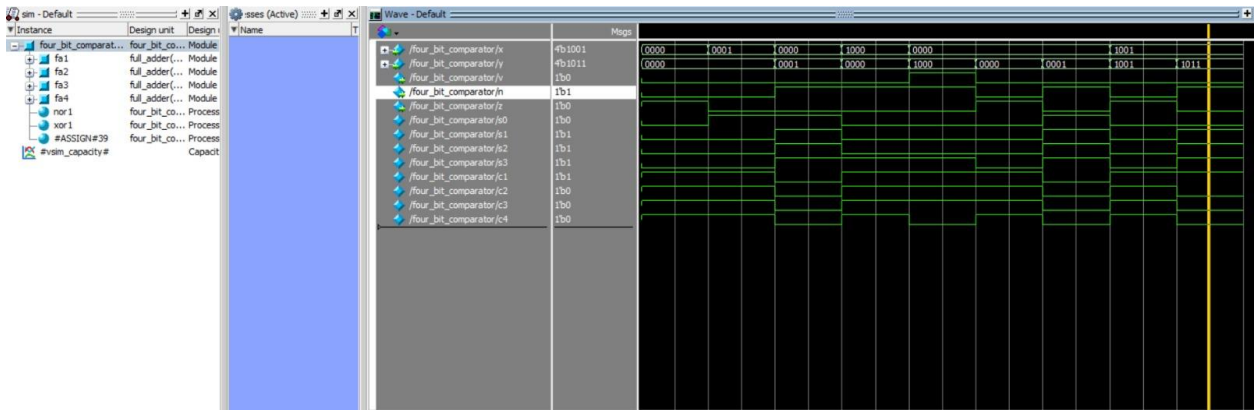 sim - Default
Instance Design unit Design
four_bit_comparat... four_bit_co... Module
fa1 full_adder(... Module
fa2 full_adder(... Module
fa3 full_adder(... Module
fa4 full_adder(... Module
nor1 four_bit_co... Process
xor1 four_bit_co... Process
#ASSIGN#39 four_bit_co... Process
#vsim_capacity# Capacit
sses (Active)
Name T
Wave - Default
Msgs
/four_bit_comparator/x 4'b1001 0000 0001 0000 1000 0000 1001
/four_bit_comparator/y 4'b1011 0000 0001 0000 1000 0000 0001 1001 1011
/four_bit_comparator/v 1'b0
/four_bit_comparator/n 1'b1
/four_bit_comparator/z 1'b0
/four_bit_comparator/s0 1'b0
/four_bit_comparator/s1 1'b1
/four_bit_comparator/s2 1'b1
/four_bit_comparator/s3 1'b1
/four_bit_comparator/c1 1'b1
/four_bit_comparator/c2 1'b0
/four_bit_comparator/c3 1'b0
/four_bit_comparator/c4 1'b0